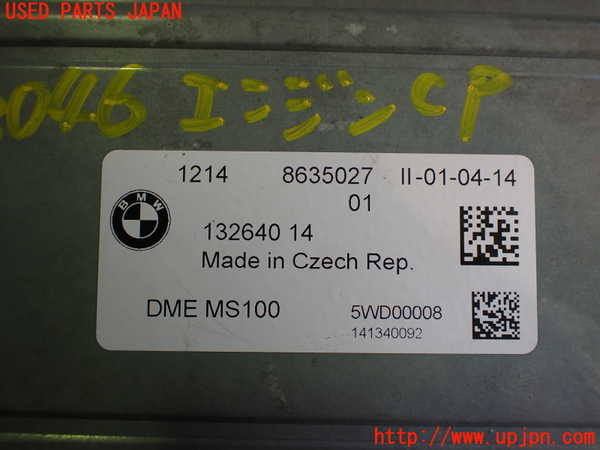 USED PARTS JAPAN
2046 エンジンCP
1214 8635027 II-01-04-14
01
BMW
132640 14
Made in Czech Rep.
DME MS100 5WD00008
141340092
http://www.upjpn.com/